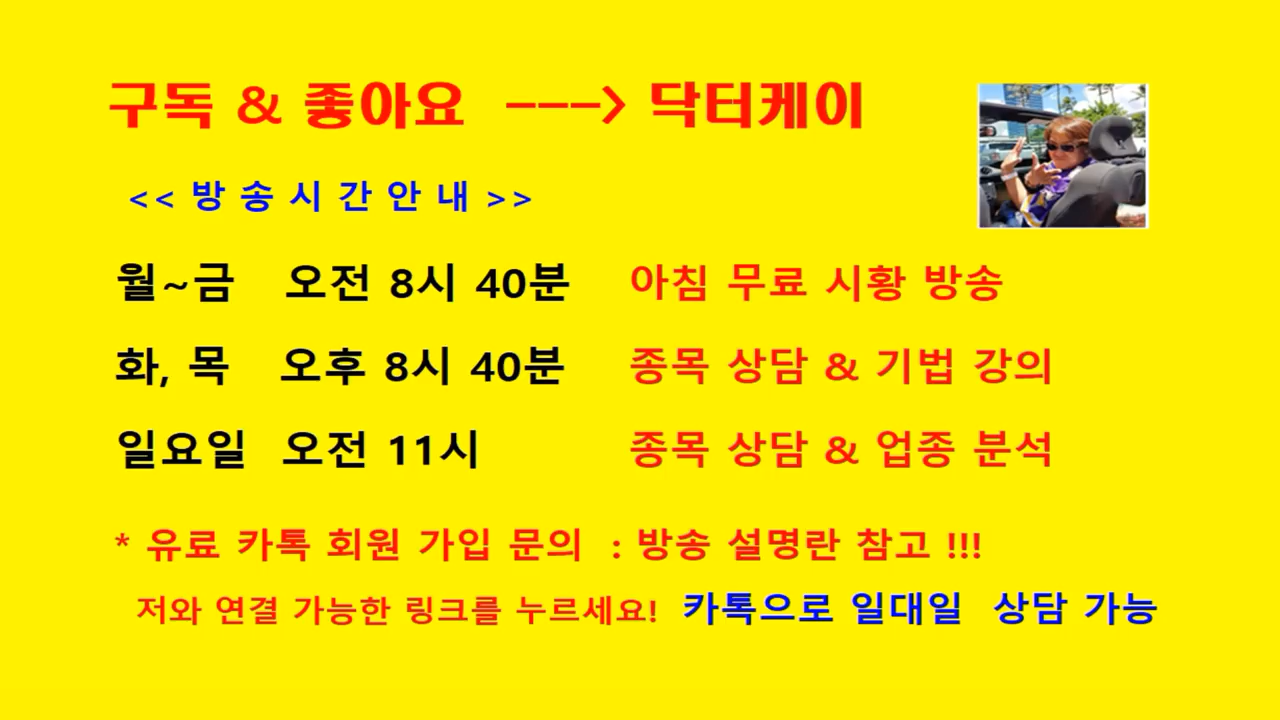 구독 & 좋아요 ---> 닥터케이
<< 방 송 시 간 안 내 >>
월~금 오전 8시 40분 아침 무료 시황 방송
화, 목 오후 8시 40분 종목 상담 & 기법 강의
일요일 오전 11시 종목 상담 & 업종 분석
* 유료 카톡 회원 가입 문의 : 방송 설명란 참고 !!!
저와 연결 가능한 링크를 누르세요! 카톡으로 일대일 상담 가능